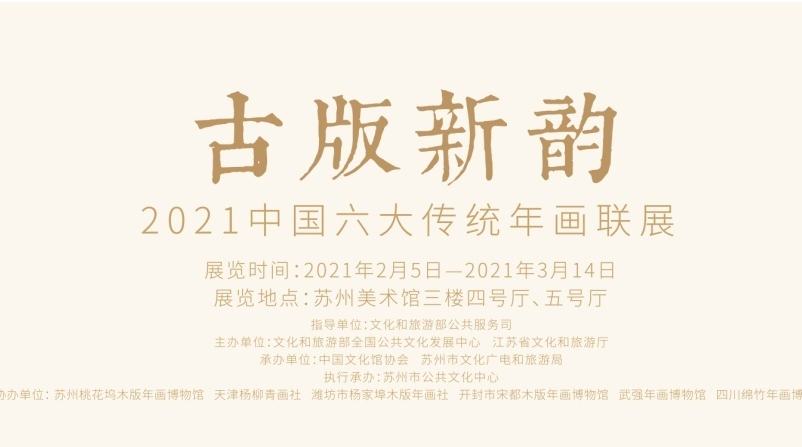 古版新韵
2021中国六大传统年画联展
展览时间:2021年2月5日—2021年3月14日
展览地点:苏州美术馆三楼四号厅、五号厅
指导单位:文化和旅游部公共服务司
主办单位:文化和旅游部全国公共文化发展中心 江苏省文化和旅游厅
承办单位:中国文化馆协会 苏州市文化广电和旅游局
执行承办:苏州市公共文化中心
办单位: 苏州桃花坞木版年画博物馆 天津杨柳青画社 潍坊市杨家埠木版年画社 开封市宋都木版年画博物馆 武强年画博物馆 四川绵竹年画博